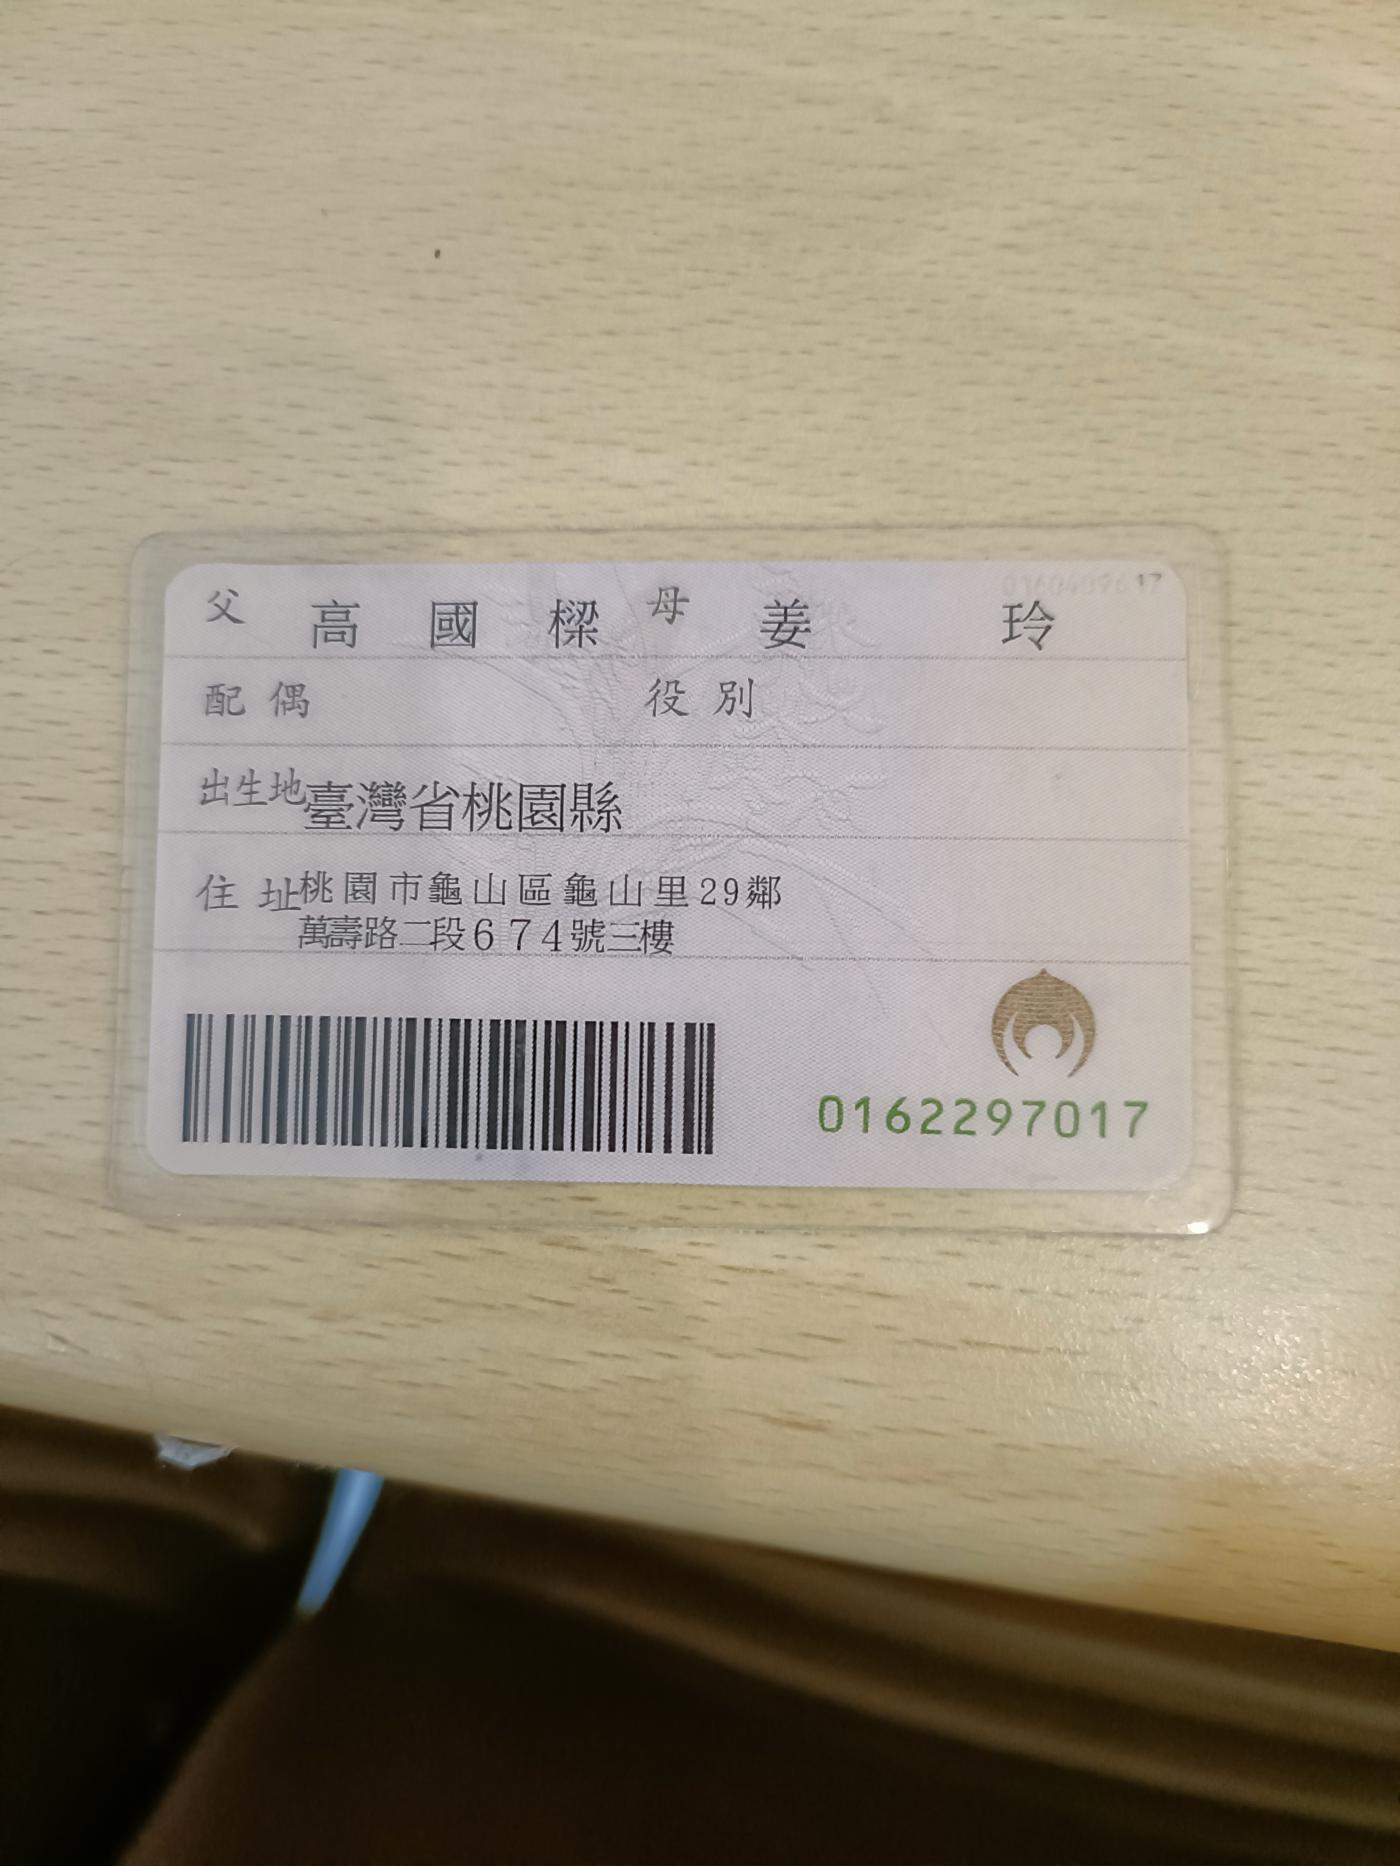 父 高國樑 母 姜玲
配偶 役別
出生地 臺灣省桃園縣
住址 桃園市龜山區龜山里29鄰
萬壽路二段674號三樓
0162297017